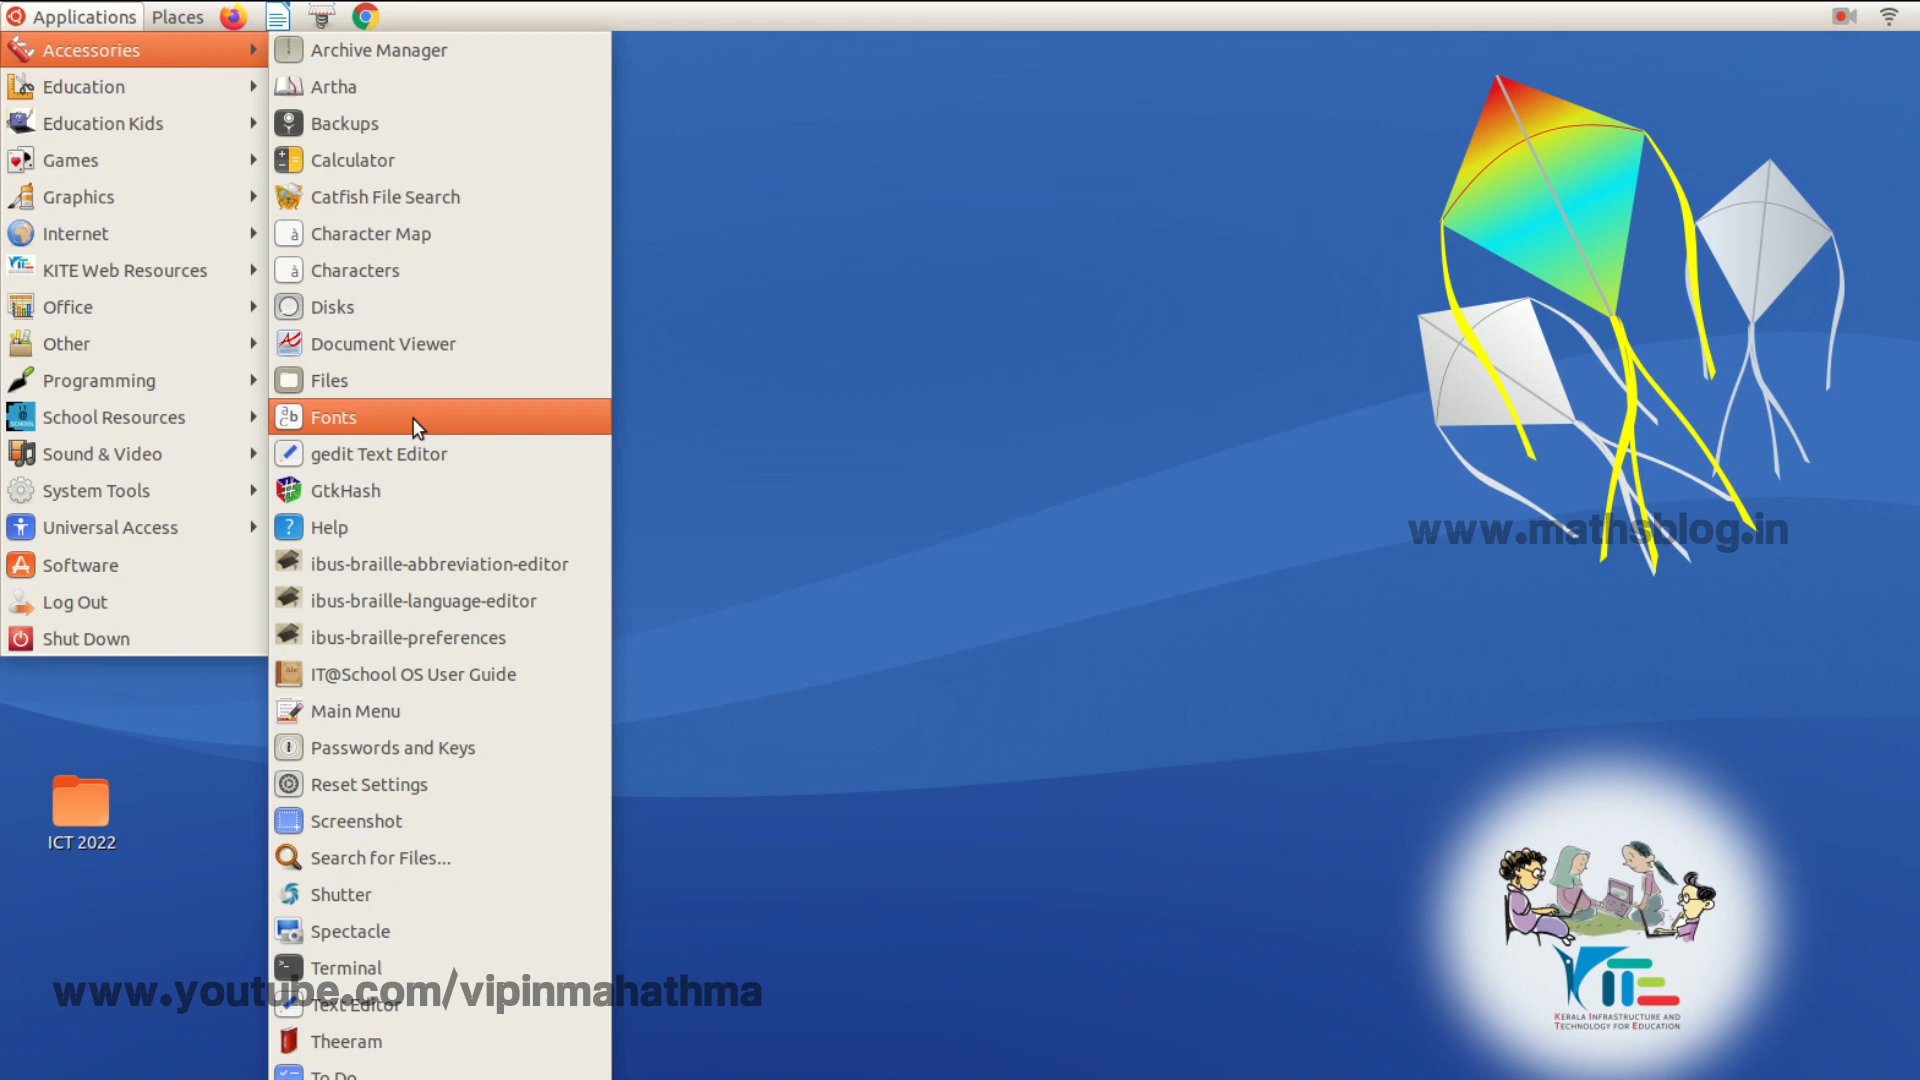 Applications Places
Accessories
Education
Education Kids
Games
Graphics
Internet
KITE Web Resources
Office
Other
Programming
School Resources
Sound & Video
System Tools
Universal Access
Software
Log Out
Shut Down
Archive Manager
Artha
Backups
Calculator
Catfish File Search
Character Map
Characters
Disks
Document Viewer
Files
Fonts
gedit Text Editor
GtkHash
Help
ibus-braille-abbreviation-editor
ibus-braille-language-editor
ibus-braille-preferences
IT@School OS User Guide
Main Menu
Passwords and Keys
Reset Settings
Screenshot
Search for Files...
Shutter
Spectacle
Terminal
Text Editor
Theeram
To Do
ICT 2022
www.youtube.com/vipinmahathma
www.mathsblog.in
KITE
KERALA INFRASTRUCTURE AND
TECHNOLOGY FOR EDUCATION